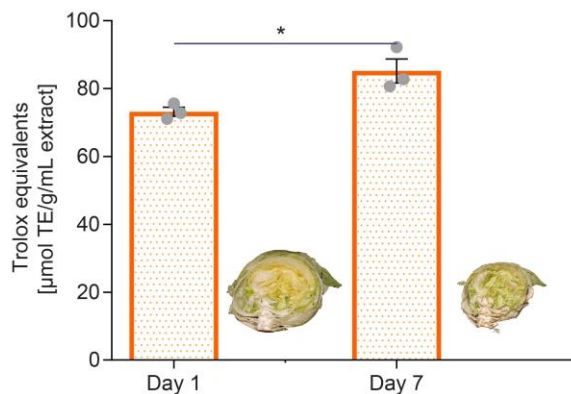 Trolox equivalents
[µmol TE/g/mL extract]
100
80
60
40
20
0
*
Day 1
Day 7